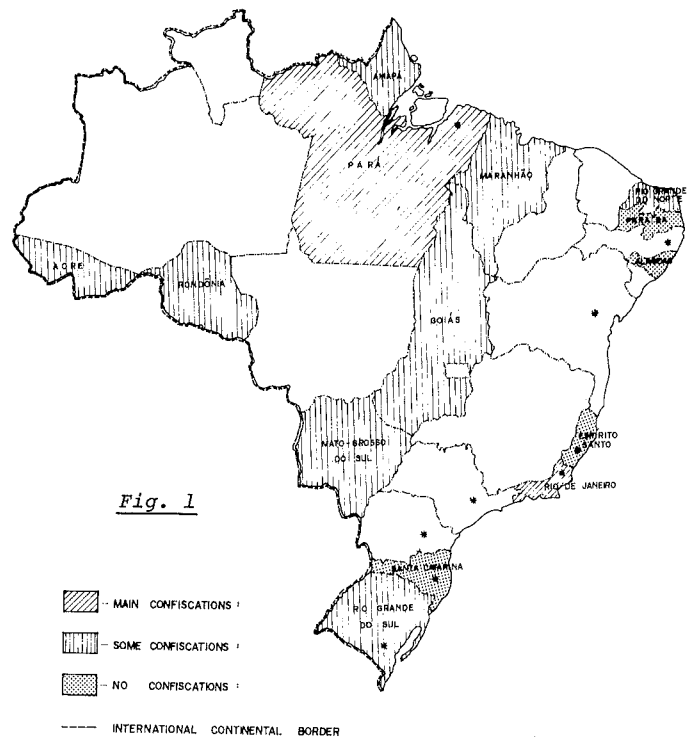 AMAPÁ
PARÁ
MARANHÃO
RIO GRANDE
DO NORTE
PARAÍBA
ALAGOAS
ACRE
RONDÔNIA
GOIÁS
MATO-GROSSO
DO SUL
ESPÍRITO
SANTO
RIO DE JANEIRO
Fig. 1
SANTA CATARINA
RIO GRANDE
DO SUL
- MAIN CONFISCATIONS :
- SOME CONFISCATIONS :
- NO CONFISCATIONS :
---- INTERNATIONAL CONTINENTAL BORDER